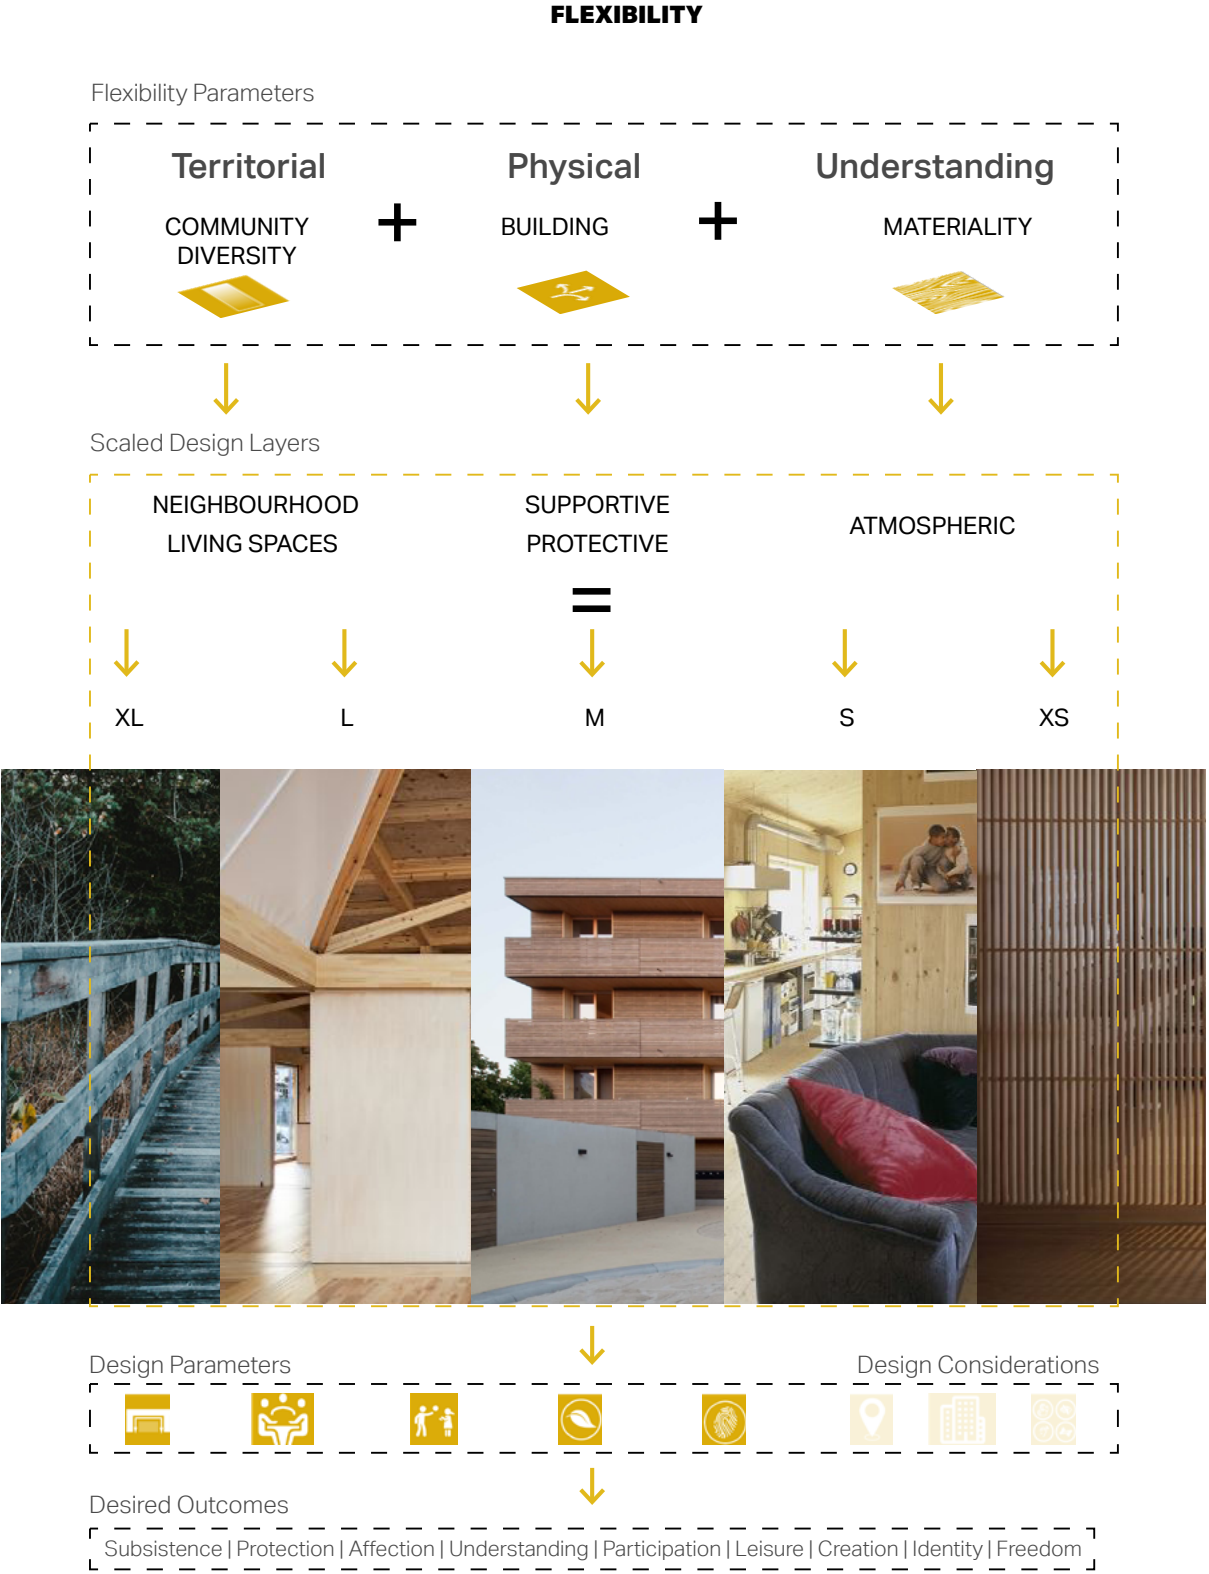 FLEXIBILITY
Flexibility Parameters
Territorial
Physical
Understanding
COMMUNITY
DIVERSITY
+
BUILDING
+
MATERIALITY
Scaled Design Layers
NEIGHBOURHOOD
LIVING SPACES
SUPPORTIVE
PROTECTIVE
ATMOSPHERIC
=
XL
L
M
S
XS
Design Parameters
Design Considerations
Desired Outcomes
Subsistence | Protection | Affection | Understanding | Participation | Leisure | Creation | Identity | Freedom